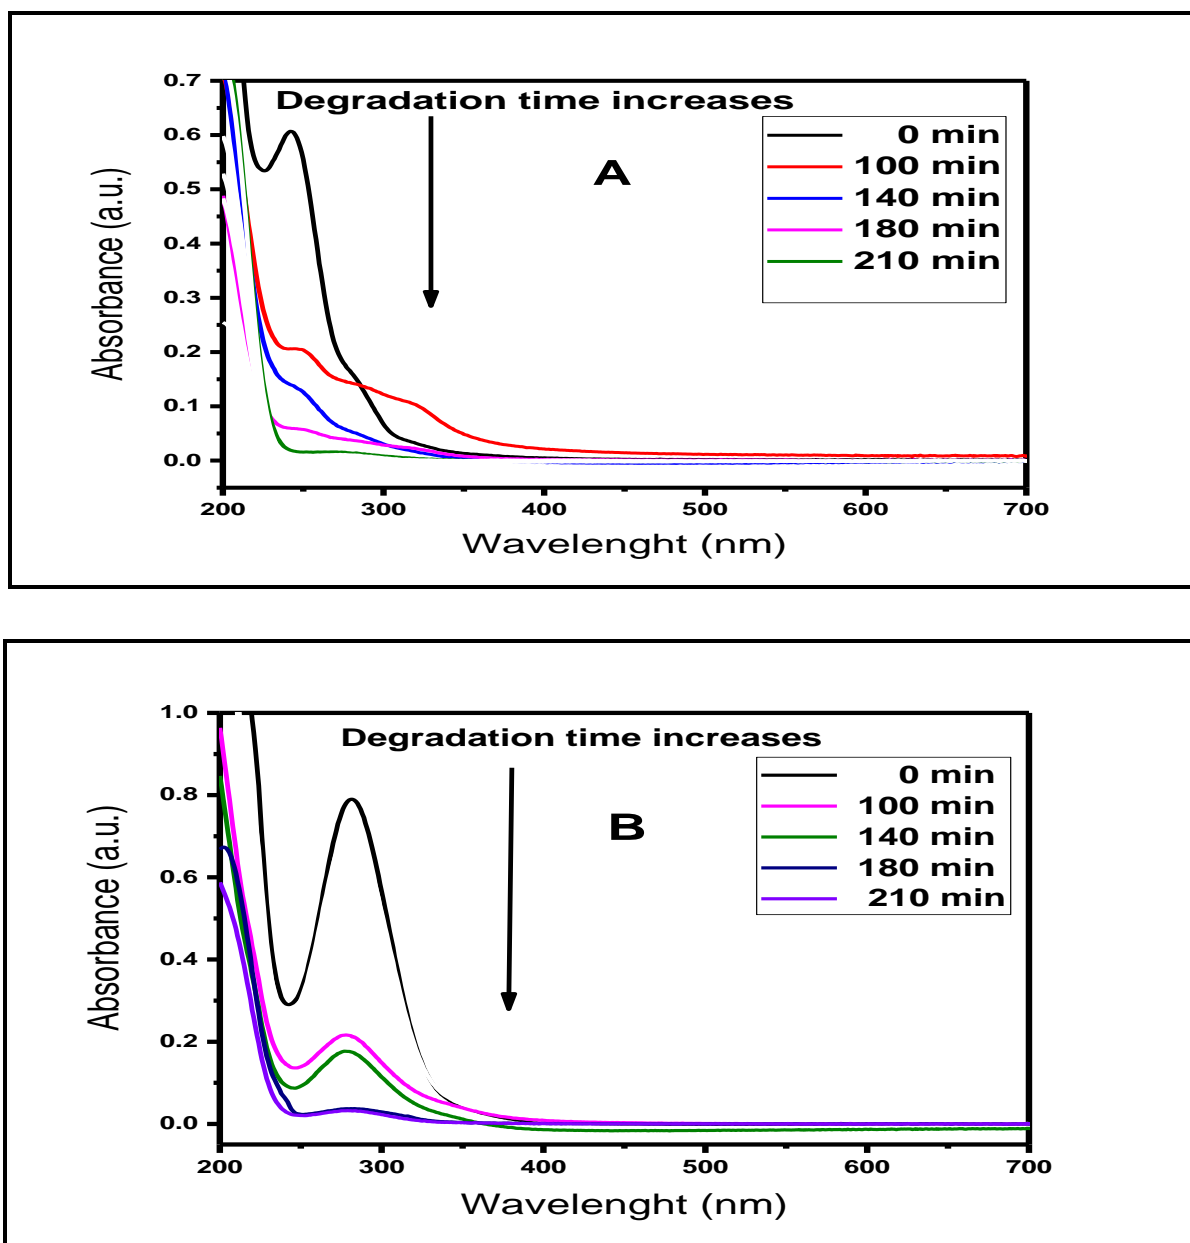 0.7
0.6
0.5
0.4
0.3
0.2
0.1
0.0
Absorbance (a.u.)
Degradation time increases
A
0 min
100 min
140 min
180 min
210 min
200
300
400
500
600
700
Wavelenght (nm)
1.0
0.8
0.6
0.4
0.2
0.0
Absorbance (a.u.)
Degradation time increases
B
0 min
100 min
140 min
180 min
210 min
200
300
400
500
600
700
Wavelenght (nm)